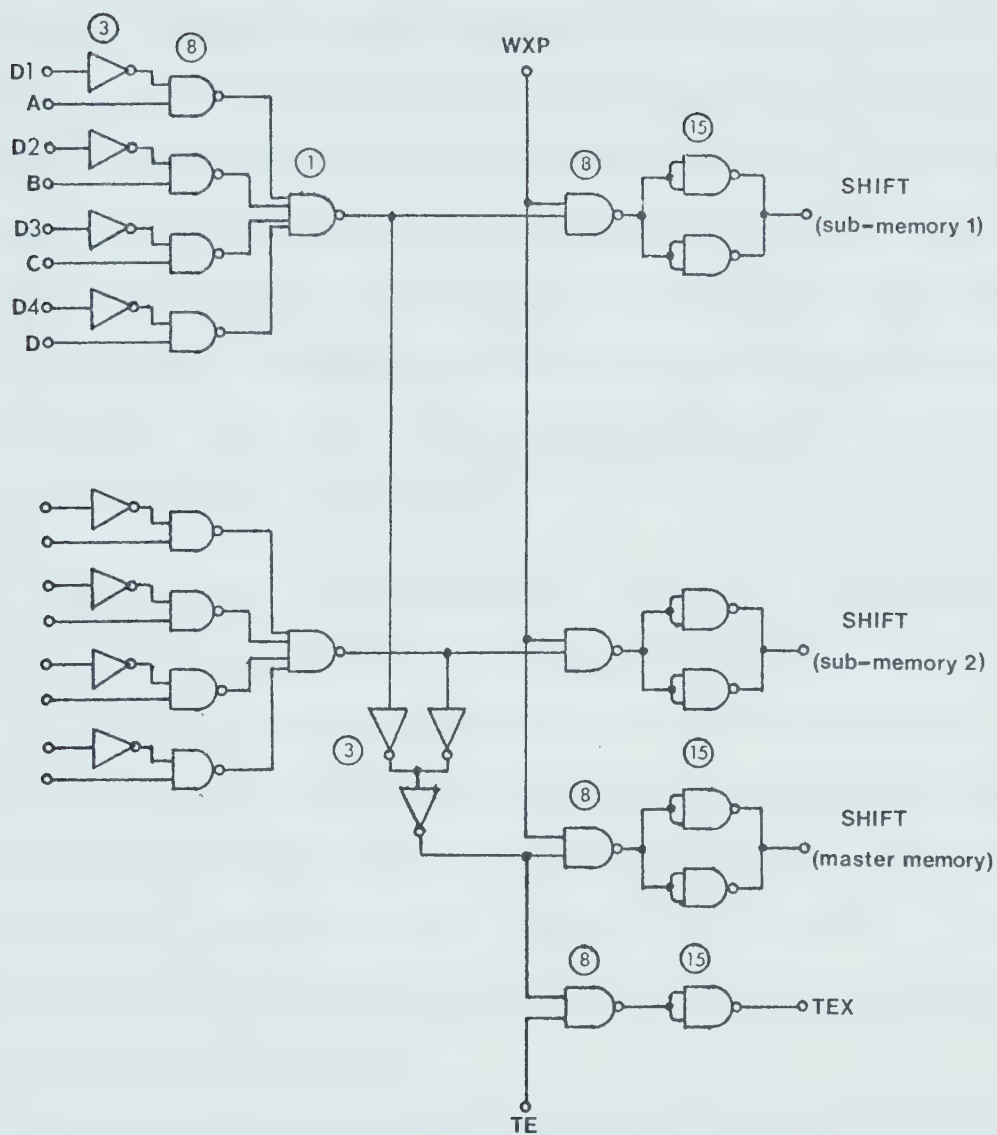 3
8
WXP
D1
A
15
D2
1
8
B
SHIFT
(sub-memory 1)
D3
C
D4
D
SHIFT
(sub-memory 2)
3
15
8
SHIFT
(master memory)
8
15
TEX
TE